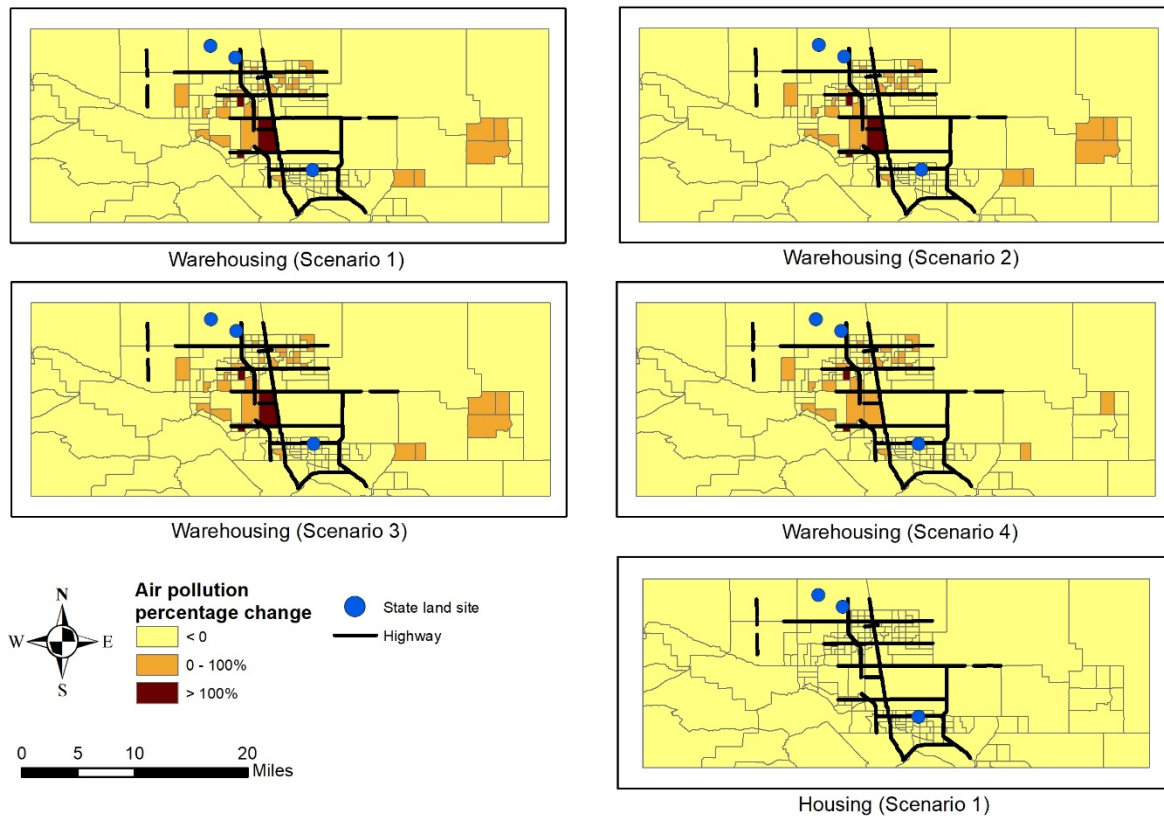 Warehousing (Scenario 1)
Warehousing (Scenario 2)
Warehousing (Scenario 3)
Warehousing (Scenario 4)
N
W
E
S
Air pollution
percentage change
< 0
0 - 100%
> 100%
State land site
Highway
0 5 10 20
Miles
Housing (Scenario 1)